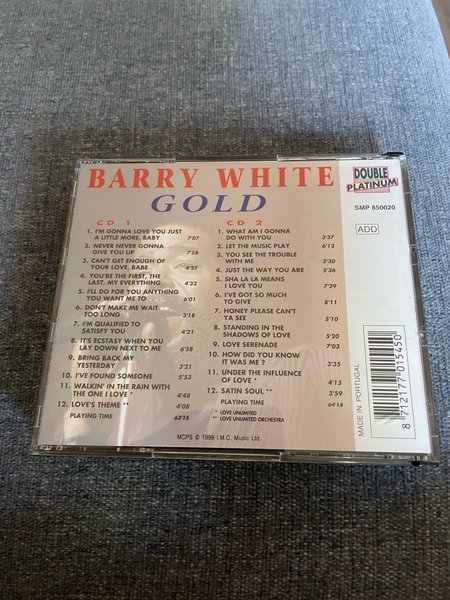 BARRY WHITE
GOLD
DOUBLE
PLATINUM
SMP 850020
ADD
CD 1
1. I'M GONNA LOVE YOU JUST
A LITTLE MORE, BABY 7'07
2. NEVER NEVER GONNA
GIVE YOU UP 7'58
3. CAN'T GET ENOUGH OF
YOUR LOVE, BABE 4'27
4. YOU'RE THE FIRST, THE
LAST, MY EVERYTHING 4'32
5. I'LL DO FOR YOU ANYTHING
YOU WANT ME TO 6'01
6. DON'T MAKE ME WAIT
TOO LONG 3'18
7. I'M QUALIFIED TO
SATISFY YOU 4'01
8. IT'S ECSTASY WHEN YOU
LAY DOWN NEXT TO ME 6'58
9. BRING BACK MY
YESTERDAY 3'21
10. I'VE FOUND SOMEONE 5'53
11. WALKIN' IN THE RAIN WITH
THE ONE I LOVE * 4'48
12. LOVE'S THEME ** 4'08
PLAYING TIME 63'15
CD 2
1. WHAT AM I GONNA
DO WITH YOU 3'37
2. LET THE MUSIC PLAY 6'12
3. YOU SEE THE TROUBLE
WITH ME 3'30
4. JUST THE WAY YOU ARE 5'36
5. SHA LA LA MEANS
I LOVE YOU 7'29
6. I'VE GOT SO MUCH
TO GIVE 8'11
7. HONEY PLEASE CAN'T
YA SEE 5'10
8. STANDING IN THE
SHADOWS OF LOVE 5'20
9. LOVE SERENADE 7'03
10. HOW DID YOU KNOW
IT WAS ME ? 3'35
11. UNDER THE INFLUENCE
OF LOVE * 4'15
12. SATIN SOUL ** 3'59
PLAYING TIME 64'18
* LOVE UNLIMITED
** LOVE UNLIMITED ORCHESTRA
MCPS © 1999 I.M.C. Music Ltd.
MADE IN PORTUGAL
8 712177 015450